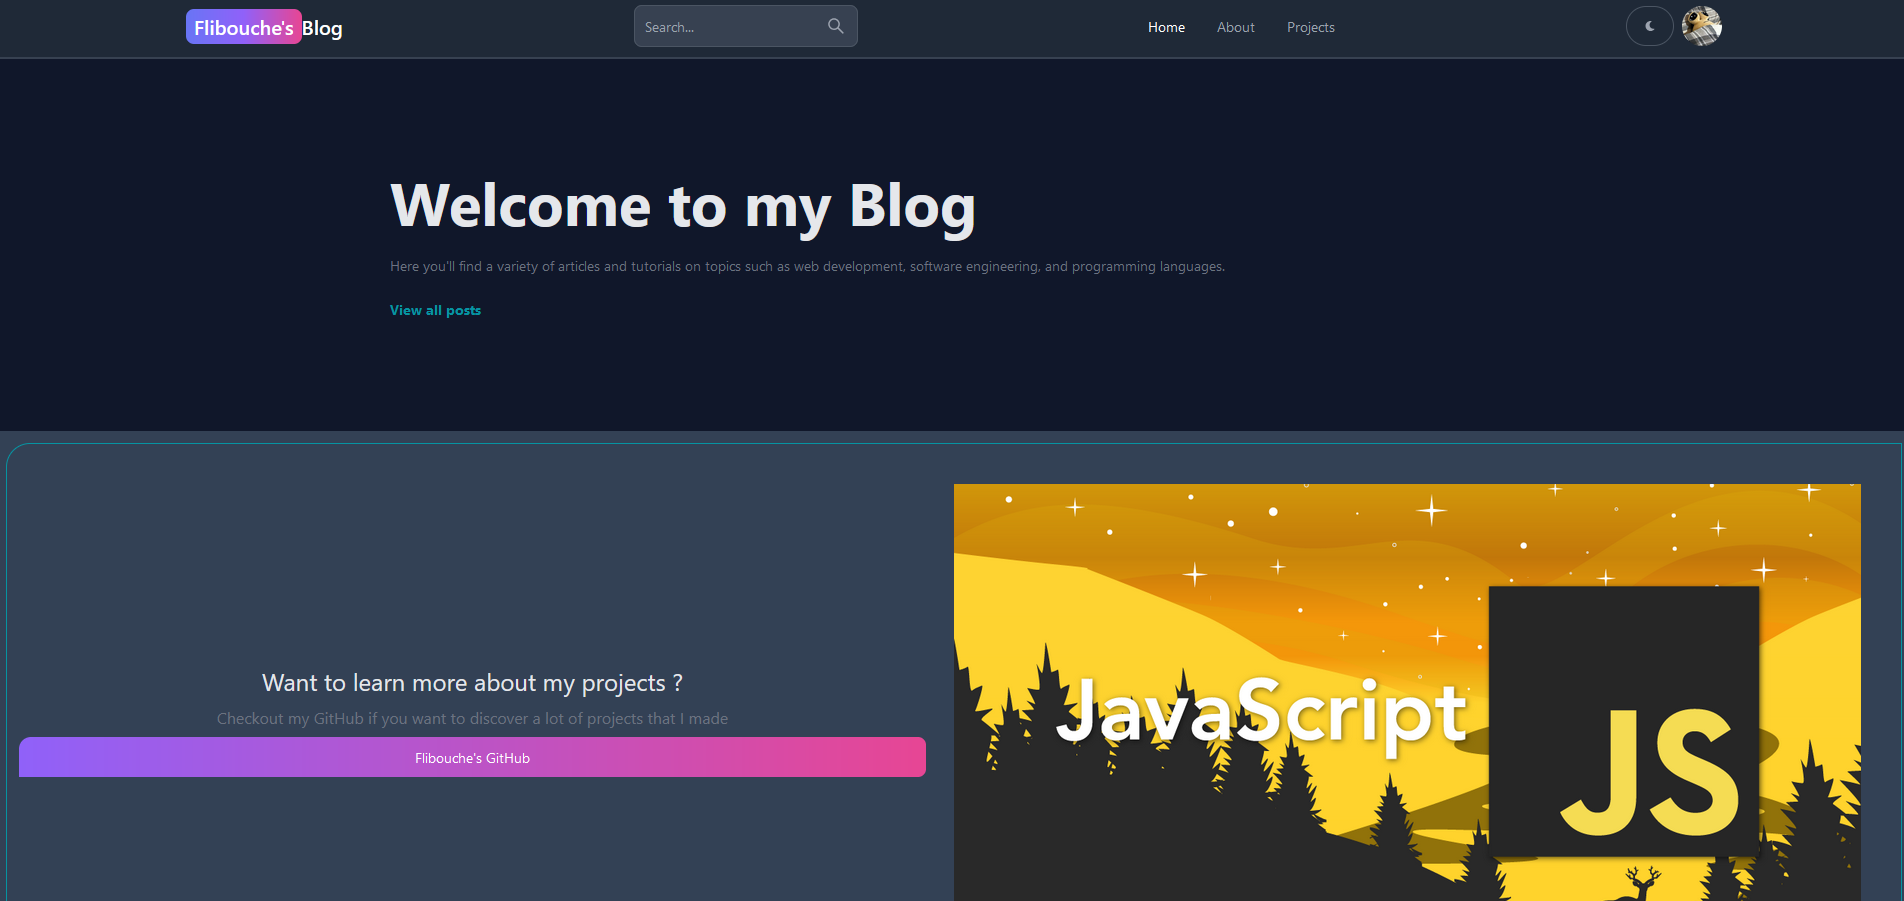 Flibouche's Blog
Search...
Home
About
Projects
Welcome to my Blog
Here you'll find a variety of articles and tutorials on topics such as web development, software engineering, and programming languages.
View all posts
Want to learn more about my projects ?
Checkout my GitHub if you want to discover a lot of projects that I made
Flibouche's GitHub
JavaScript
JS